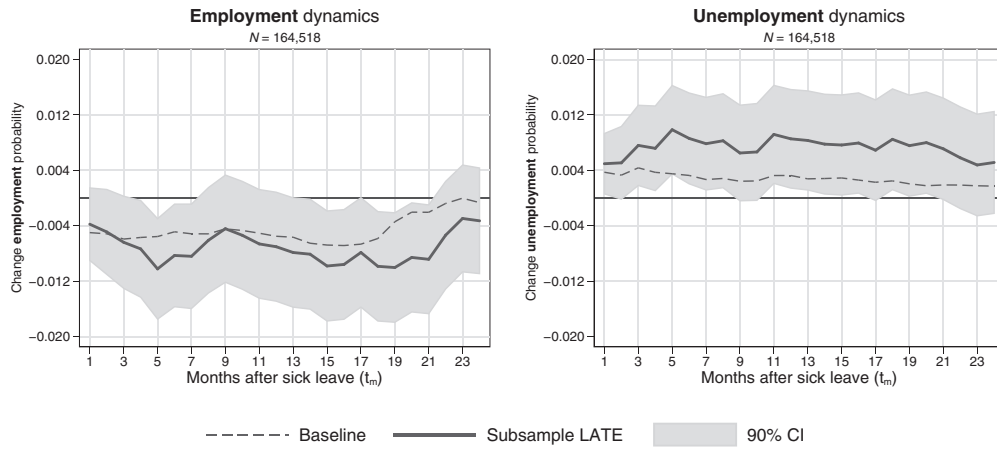 Employment dynamics
N = 164,518
Change employment probability
0.020
0.012
0.004
−0.004
−0.012
−0.020
1 3 5 7 9 11 13 15 17 19 21 23
Months after sick leave (tm)
Unemployment dynamics
N = 164,518
Change unemployment probability
0.020
0.012
0.004
−0.004
−0.012
−0.020
1 3 5 7 9 11 13 15 17 19 21 23
Months after sick leave (tm)
Baseline Subsample LATE 90% CI